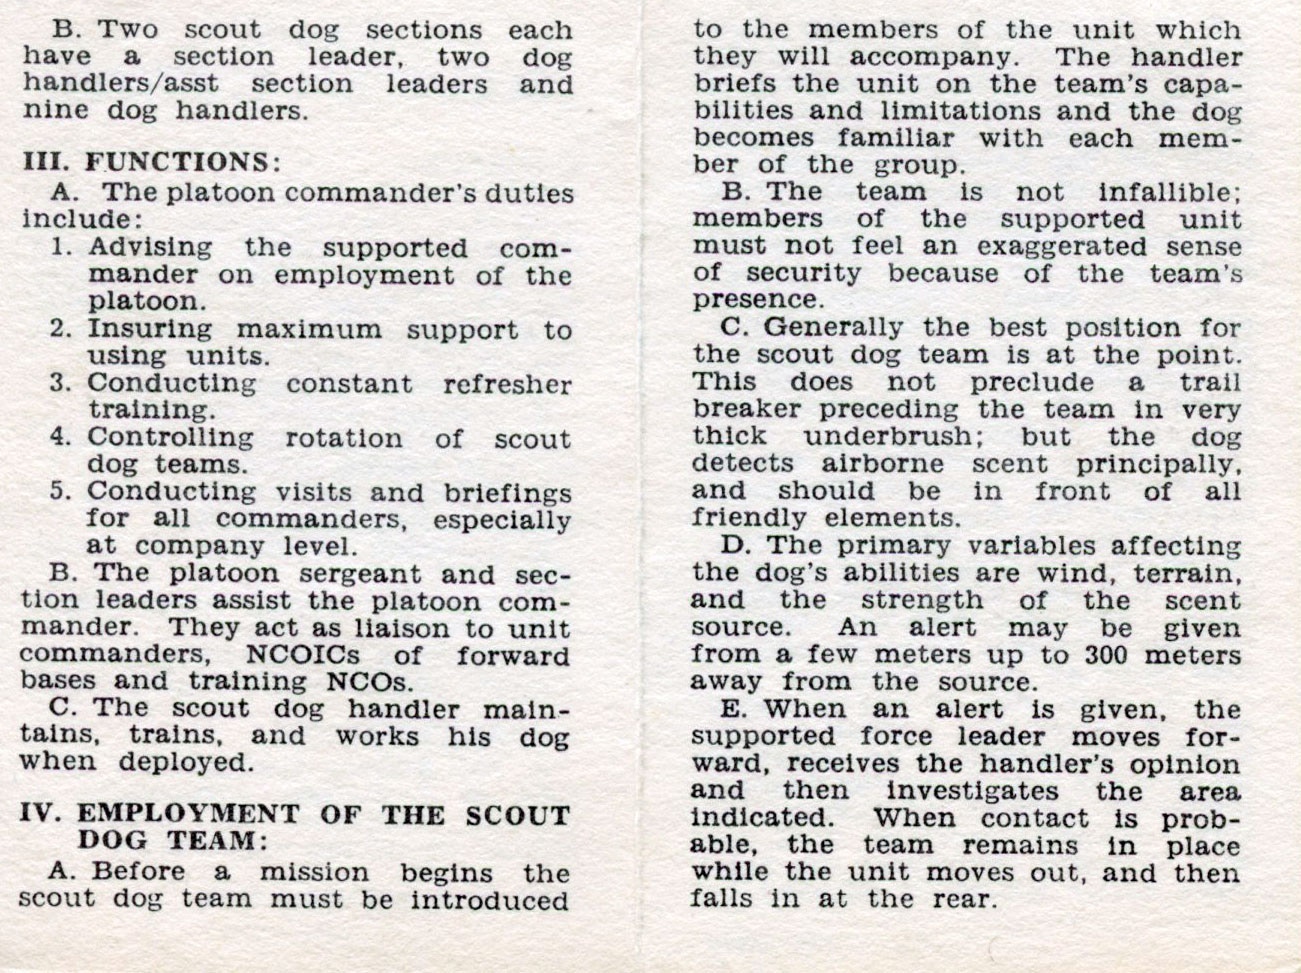 B. Two scout dog sections each
have a section leader, two dog
handlers/asst section leaders and
nine dog handlers.
III. FUNCTIONS:
A. The platoon commander's duties
include:
1. Advising the supported com-
mander on employment of the
platoon.
2. Insuring maximum support to
using units.
3. Conducting constant refresher
training.
4. Controlling rotation of scout
dog teams.
5. Conducting visits and briefings
for all commanders, especially
at company level.
B. The platoon sergeant and sec-
tion leaders assist the platoon com-
mander. They act as liaison to unit
commanders, NCOICs of forward
bases and training NCOs.
C. The scout dog handler main-
tains, trains, and works his dog
when deployed.
IV. EMPLOYMENT OF THE SCOUT
DOG TEAM:
A. Before a mission begins the
scout dog team must be introduced
to the members of the unit which
they will accompany. The handler
briefs the unit on the team's capa-
bilities and limitations and the dog
becomes familiar with each mem-
ber of the group.
B. The team is not infallible;
members of the supported unit
must not feel an exaggerated sense
of security because of the team's
presence.
C. Generally the best position for
the scout dog team is at the point.
This does not preclude a trail
breaker preceding the team in very
thick underbrush; but the dog
detects airborne scent principally,
and should be in front of all
friendly elements.
D. The primary variables affecting
the dog's abilities are wind, terrain,
and the strength of the scent
source. An alert may be given
from a few meters up to 300 meters
away from the source.
E. When an alert is given, the
supported force leader moves for-
ward, receives the handler's opinion
and then investigates the area
indicated. When contact is prob-
able, the team remains in place
while the unit moves out, and then
falls in at the rear.